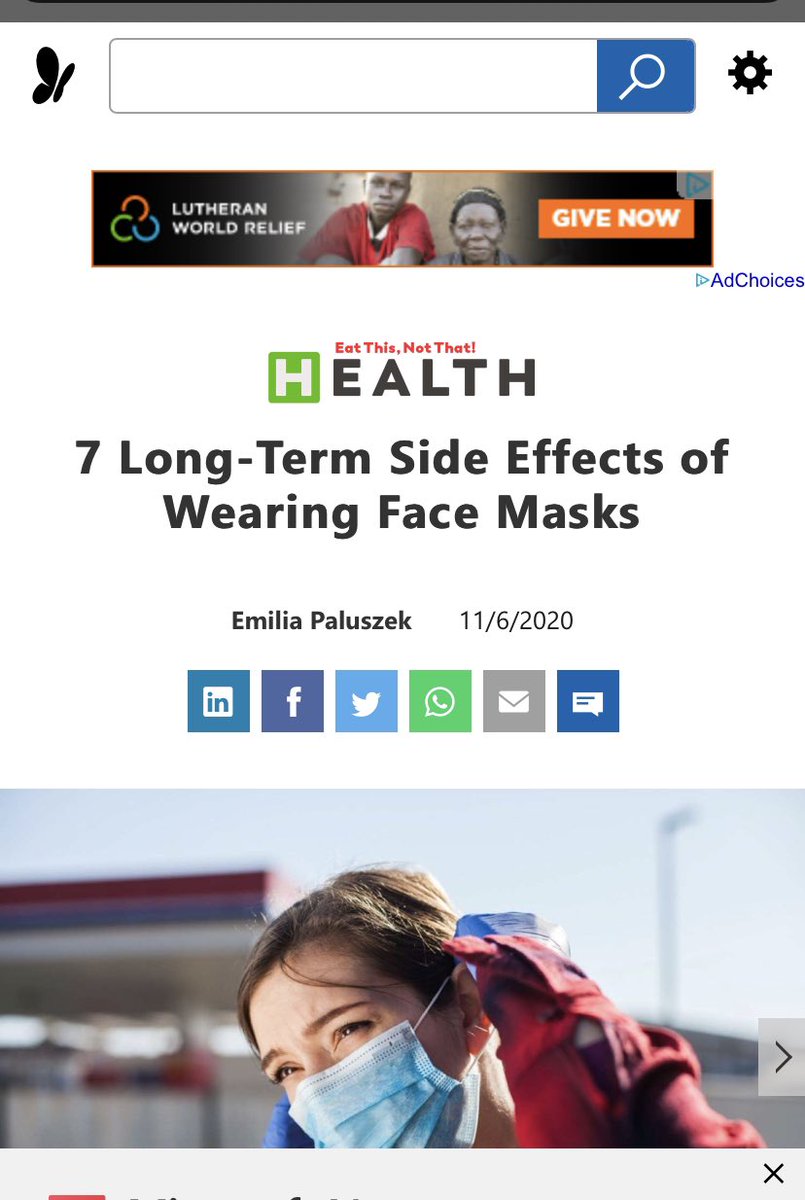 LUTHERAN
WORLD RELIEF
GIVE NOW
AdChoices
Eat This, Not That!
HEALTH
7 Long-Term Side Effects of
Wearing Face Masks
Emilia Paluszek 11/6/2020
in
f